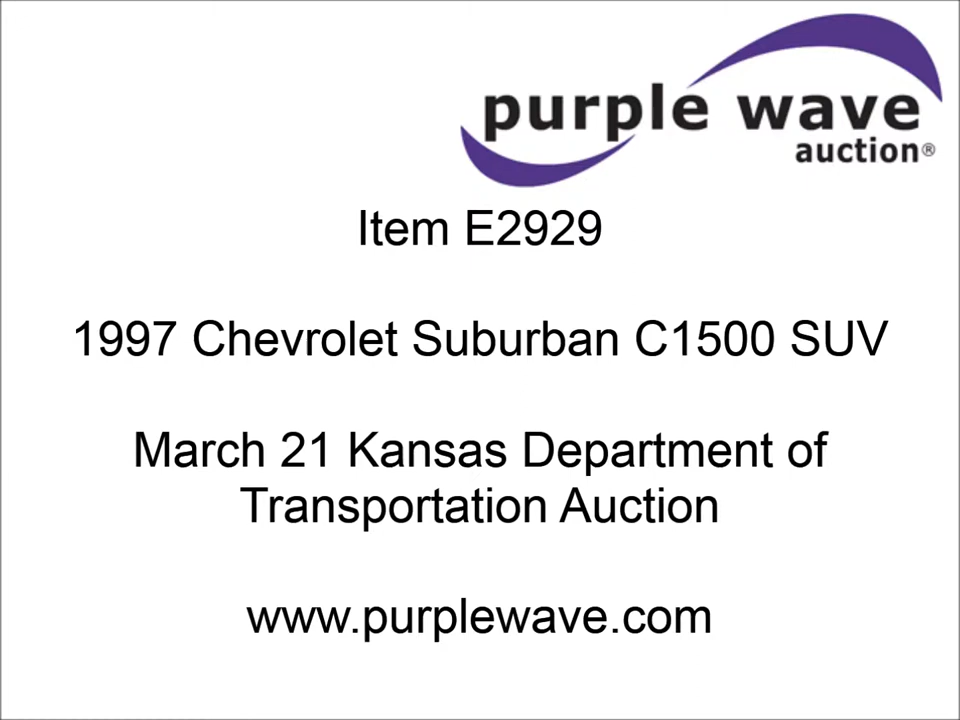 purple wave
auction®
Item E2929
1997 Chevrolet Suburban C1500 SUV
March 21 Kansas Department of
Transportation Auction
www.purplewave.com